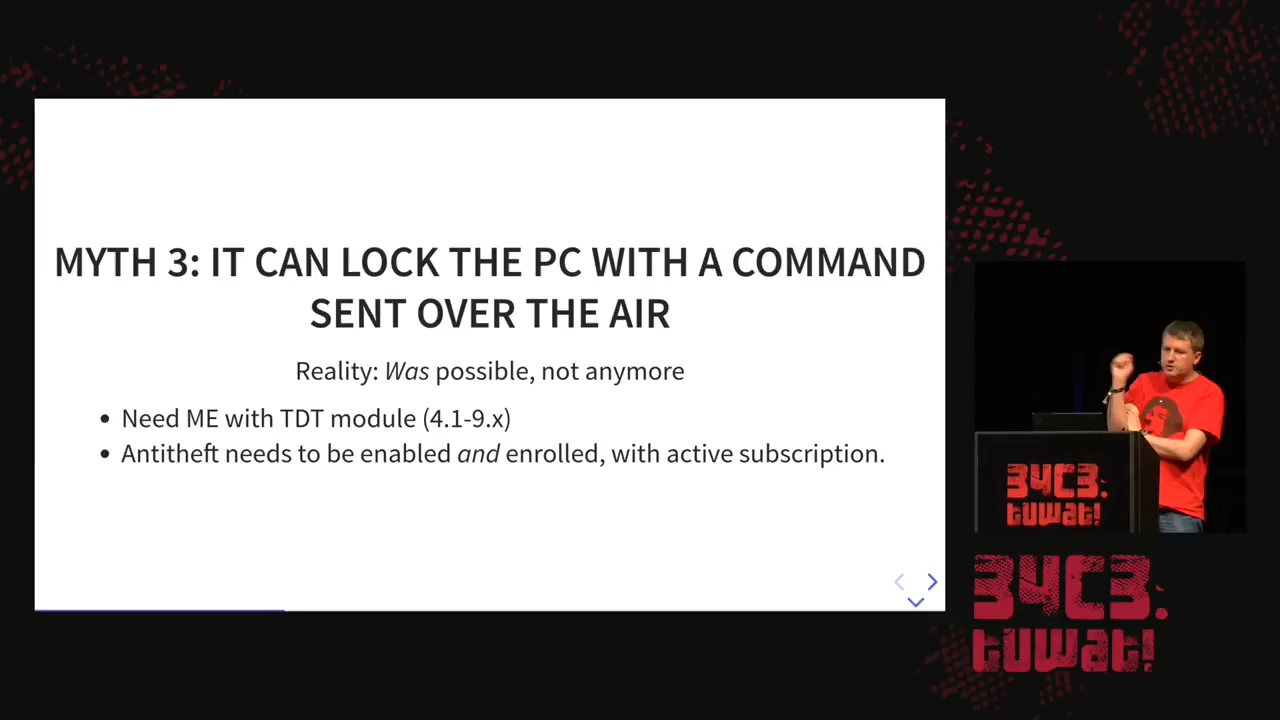 MYTH 3: IT CAN LOCK THE PC WITH A COMMAND
SENT OVER THE AIR
Reality: Was possible, not anymore
• Need ME with TDT module (4.1-9.x)
• Antitheft needs to be enabled and enrolled, with active subscription.
34C3.
tuwat!
34C3.
tuwat!